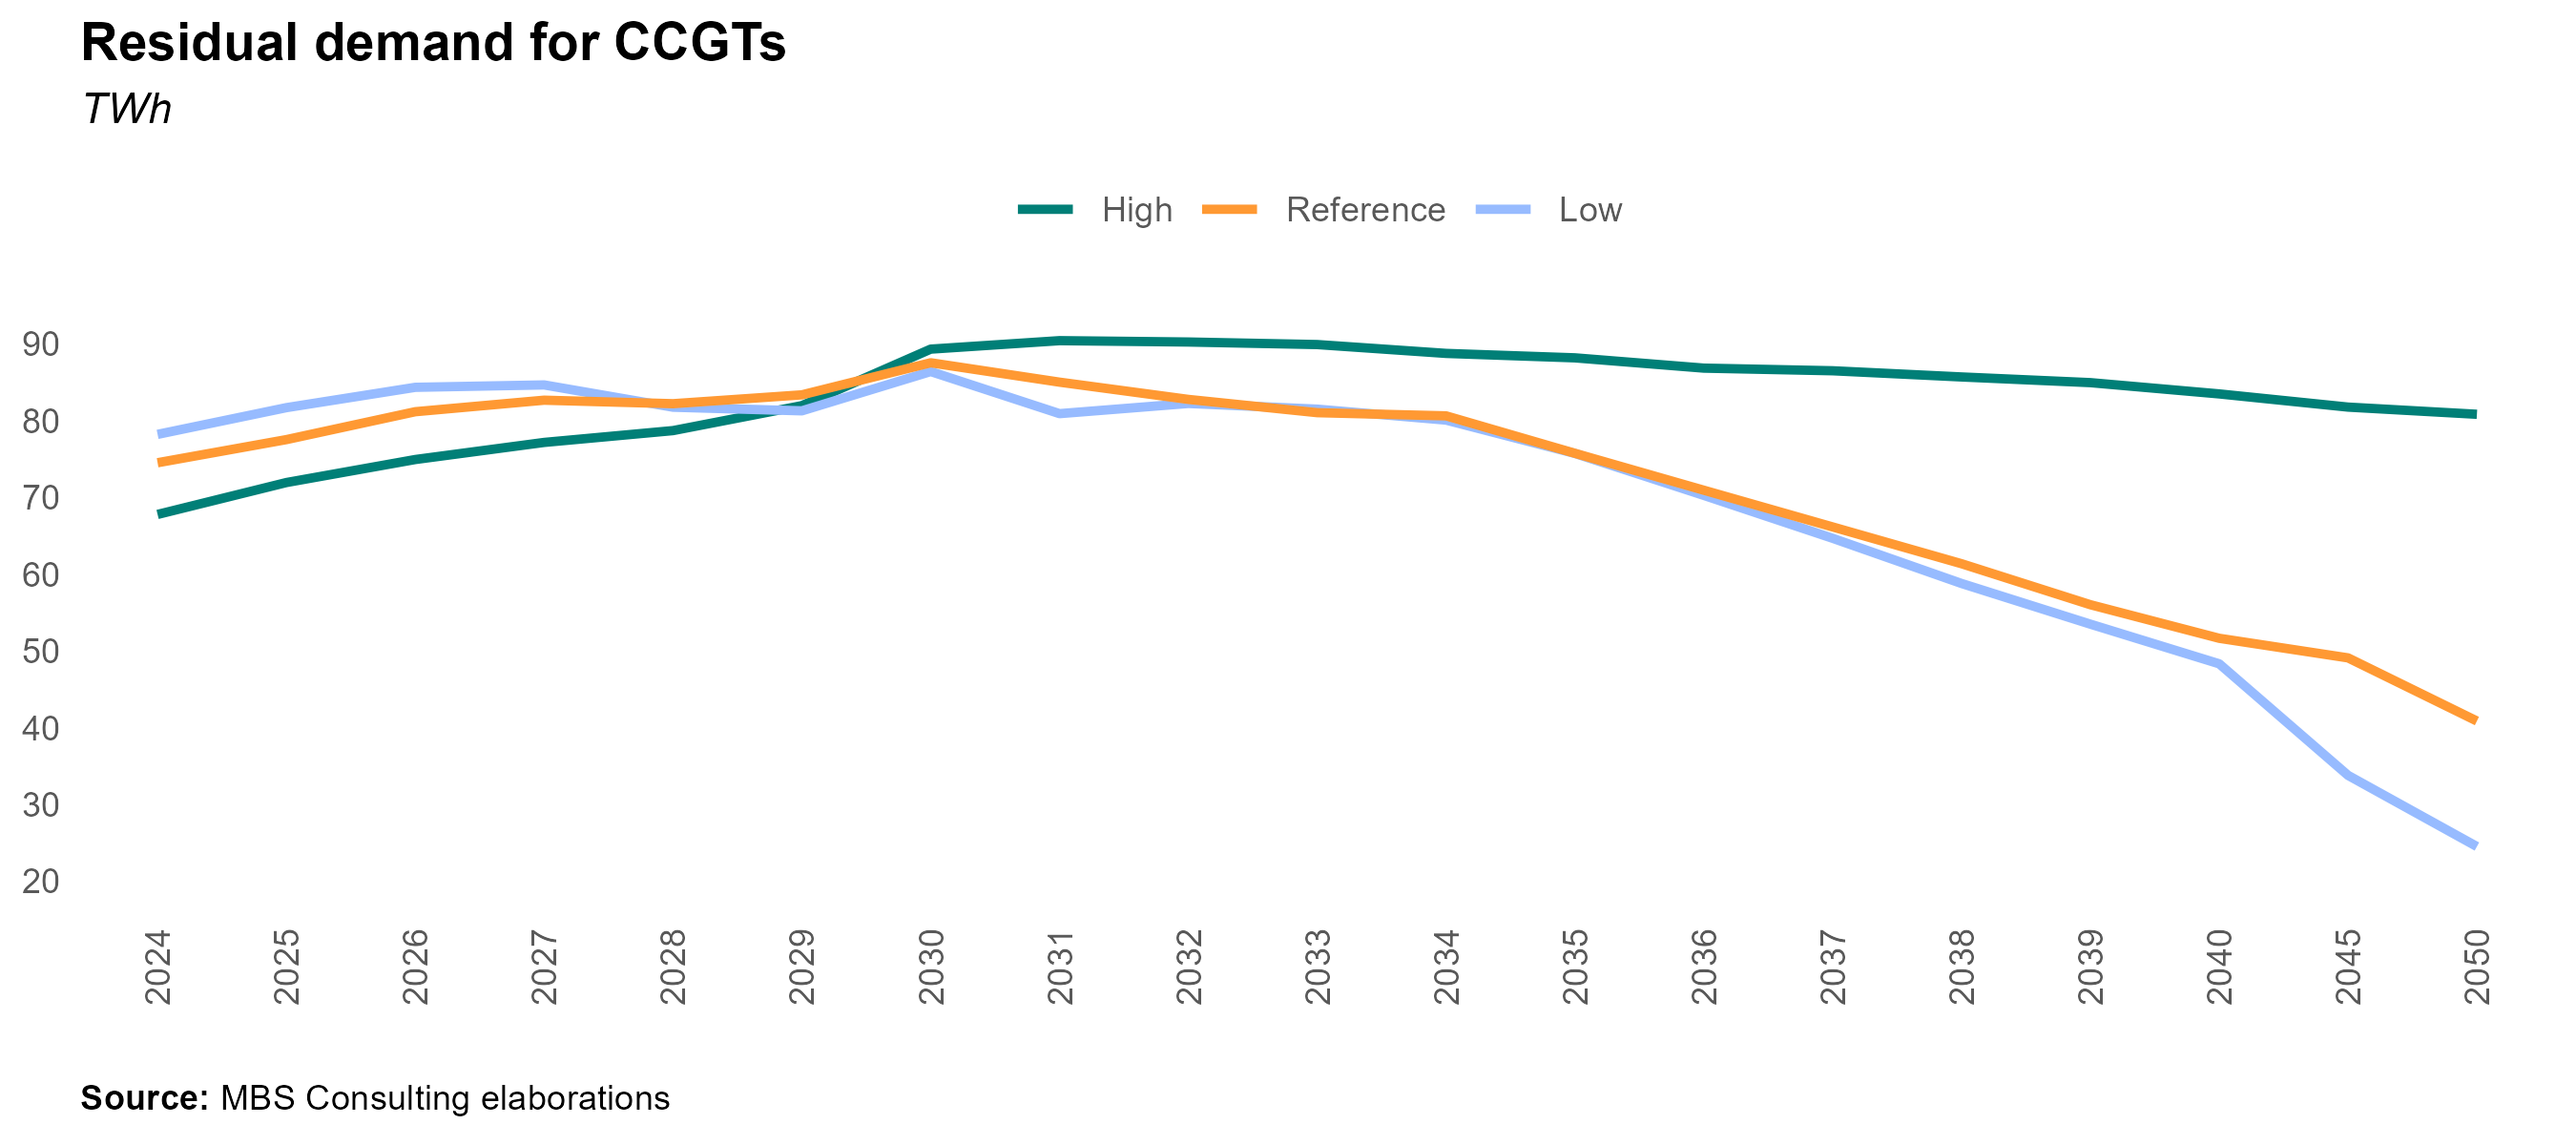 Residual demand for CCGTs
TWh
High Reference Low
90
80
70
60
50
40
30
20
2024 2025 2026 2027 2028 2029 2030 2031 2032 2033 2034 2035 2036 2037 2038 2039 2040 2045 2050
Source: MBS Consulting elaborations